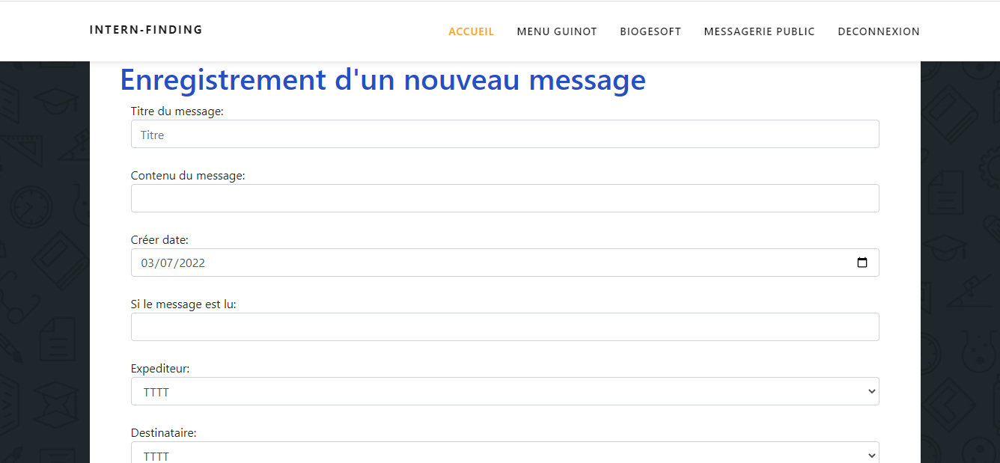 INTERN-FINDING
ACCUEIL MENU GUINOT BIOGESOFT MESSAGERIE PUBLIC DECONNEXION
Enregistrement d'un nouveau message
Titre du message:
Titre
Contenu du message:
Créer date:
03/07/2022
Si le message est lu:
Expediteur:
TTTT
Destinataire:
TTTT